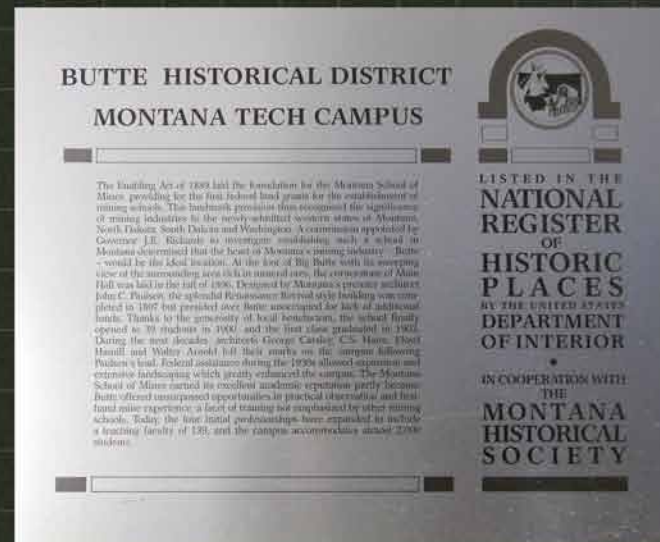 BUTTE HISTORICAL DISTRICT
MONTANA TECH CAMPUS
The Enabling Act of 1889 laid the foundation for the Montana School of
Mines, providing for the first federal land grants for the establishment of
mining schools. This landmark provision thus recognized the significance
of mining industries to the newly-admitted western states of Montana,
North Dakota, South Dakota and Washington. A commission appointed by
Governor J.E. Rickards to investigate establishing such a school in
Montana determined that the heart of Montana's mining industry – Butte
– would be the ideal location. At the foot of Big Butte with its sweeping
view of the surrounding area rich in mineral ores, the cornerstone of Main
Hall was laid in the fall of 1896. Designed by Montana's premier architect
John C. Paulsen, the splendid Renaissance Revival style building was com-
pleted in 1897 but presided over Butte unoccupied for lack of additional
funds. Thanks to the generosity of local benefactors, the school finally
opened to 39 students in 1900 and the first class graduated in 1903.
During the next decades architects George Carsley, C.S. Haire, Floyd
Hamill and Walter Arnold left their marks on the campus following
Paulsen's lead. Federal assistance during the 1930s allowed expansion and
extensive landscaping which greatly enhanced the campus. The Montana
School of Mines earned its excellent academic reputation partly because
Butte offered unsurpassed opportunities in practical observation and first-
hand mine experience, a facet of training not emphasized by other mining
schools. Today, the four initial professorships have expanded to include
a teaching faculty of and the campus accommodates almost
students.
LISTED IN THE
NATIONAL
REGISTER
OF
HISTORIC
PLACES
BY THE UNITED STATES
DEPARTMENT
OF INTERIOR
•
IN COOPERATION WITH
THE
MONTANA
HISTORICAL
SOCIETY